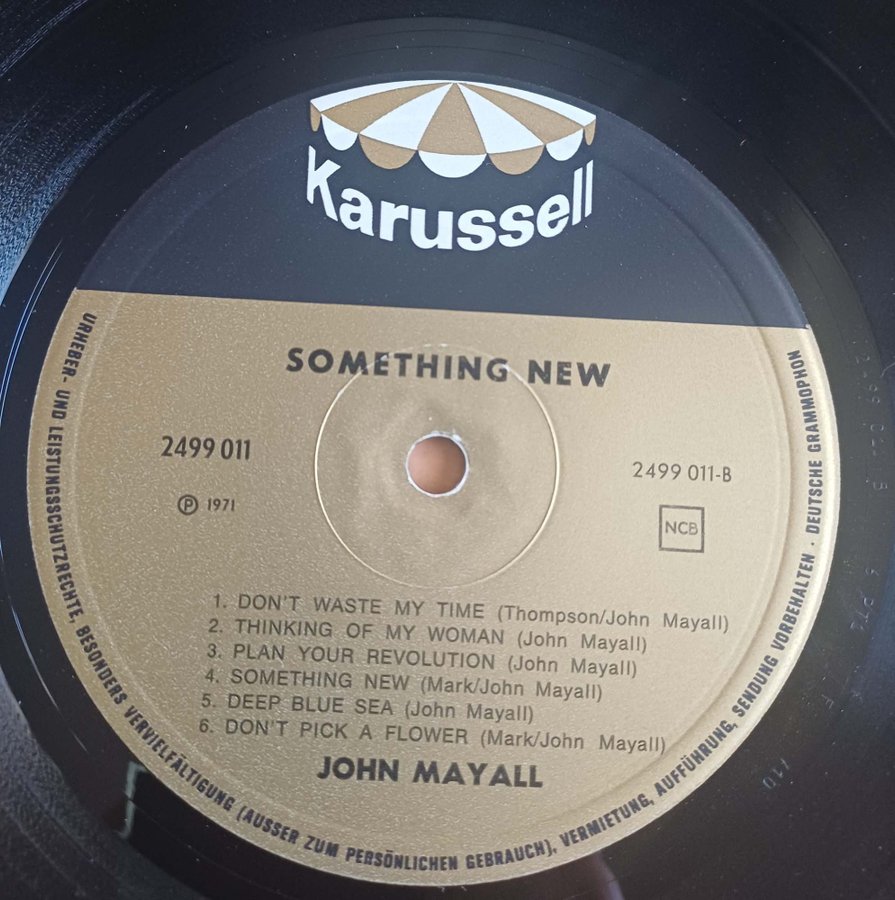 Karussell
SOMETHING NEW
2499 011
2499 011-B
Ⓟ 1971
NCB
1. DON'T WASTE MY TIME (Thompson/John Mayall)
2. THINKING OF MY WOMAN (John Mayall)
3. PLAN YOUR REVOLUTION (John Mayall)
4. SOMETHING NEW (Mark/John Mayall)
5. DEEP BLUE SEA (John Mayall)
6. DON'T PICK A FLOWER (Mark/John Mayall)
JOHN MAYALL
URHEBER- UND LEISTUNGSSCHUTZRECHTE, BESONDERS VERVIELFÄLTIGUNG (AUSSER ZUM PERSÖNLICHEN GEBRAUCH), VERMIETUNG, AUFFÜHRUNG, SENDUNG VORBEHALTEN · DEUTSCHE GRAMMOPHON